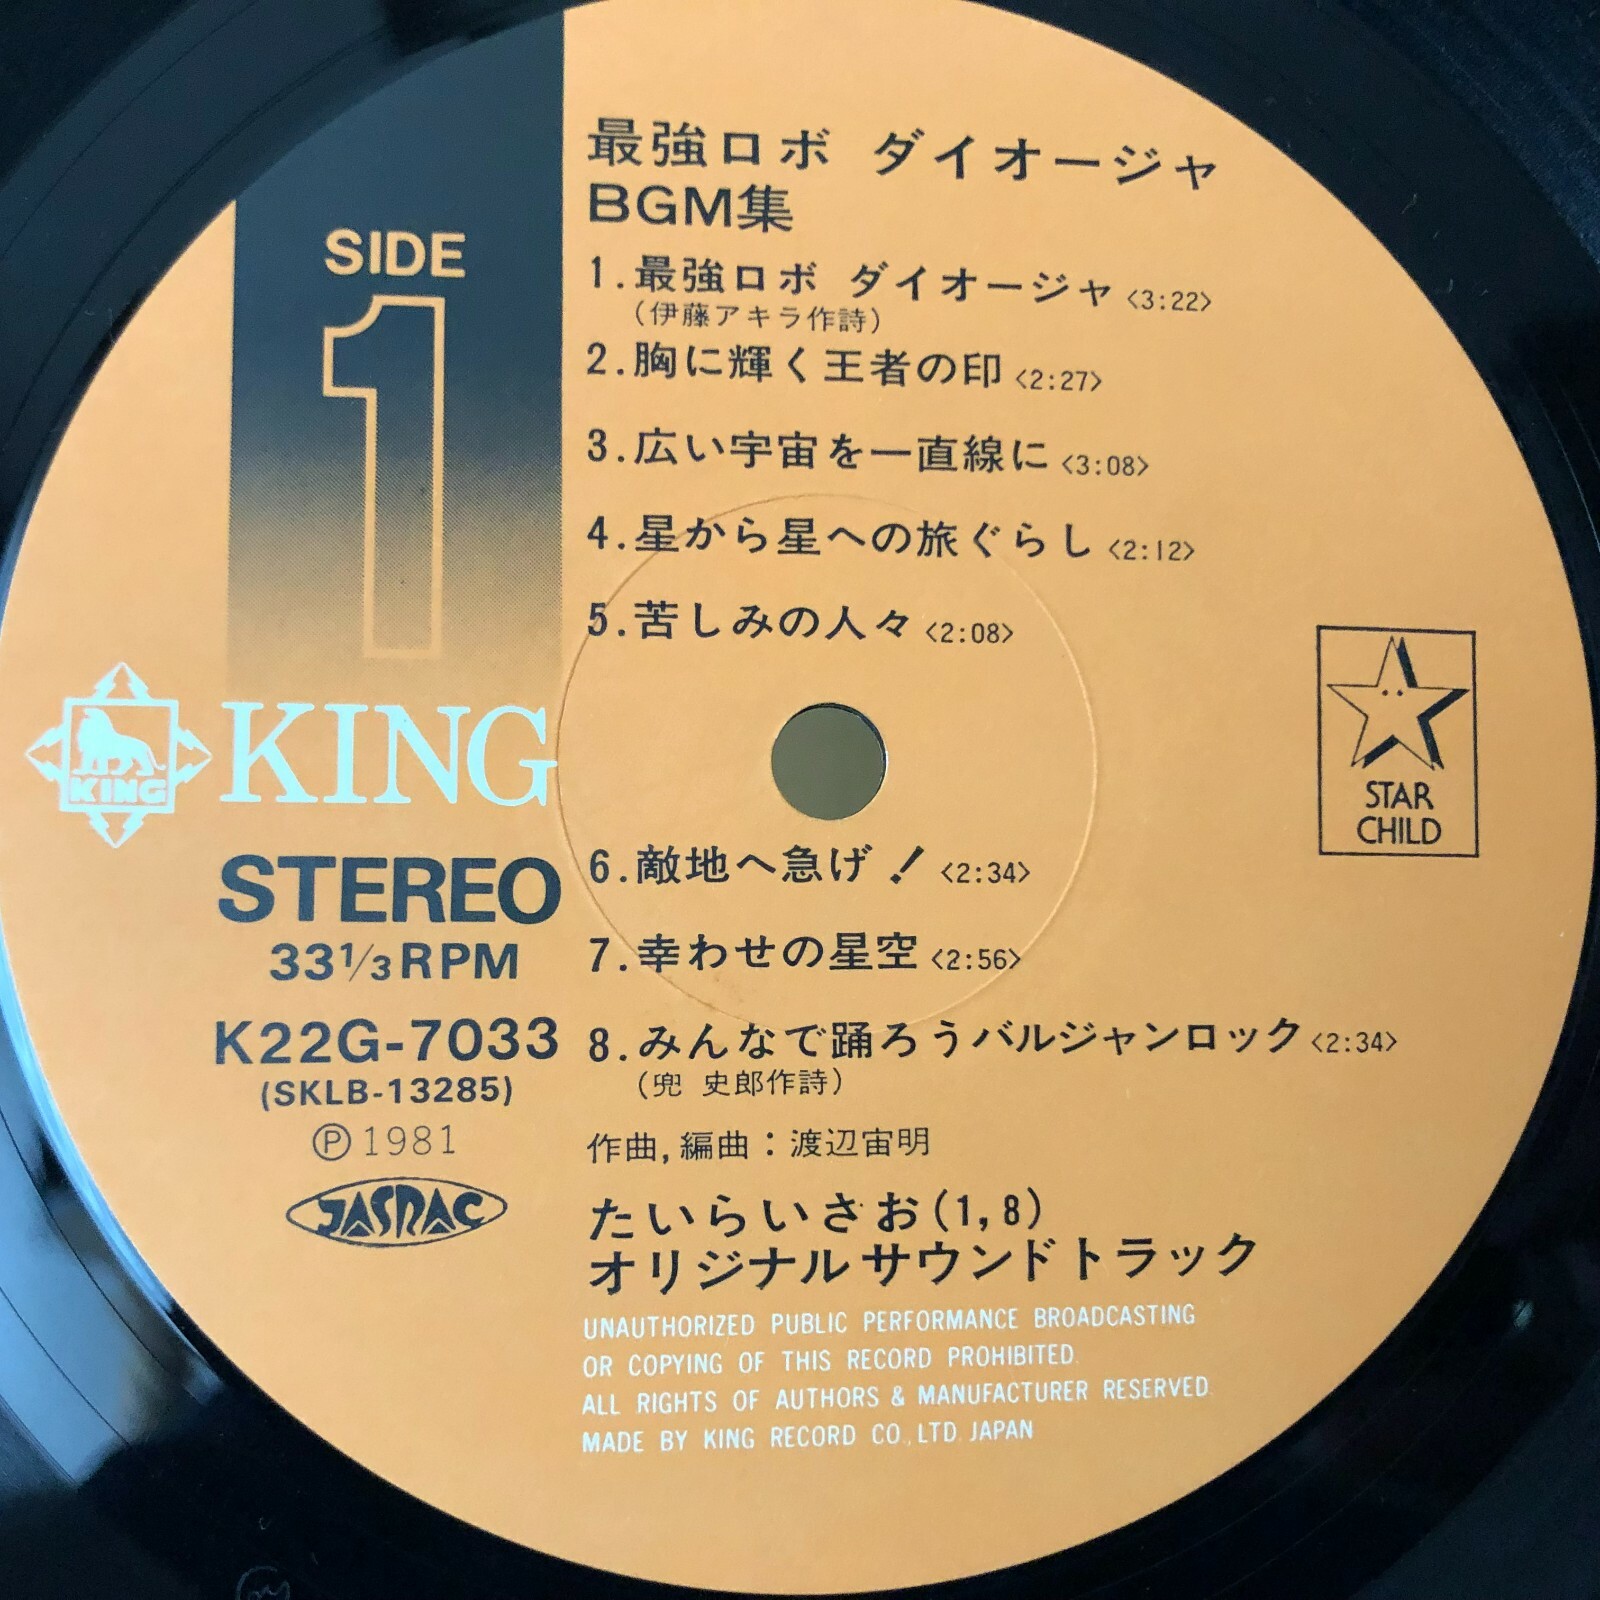 最強ロボ ダイオージャ
BGM集
SIDE
1
1.最強ロボ ダイオージャ <3:22>
(伊藤アキラ作詩)
2.胸に輝く王者の印 <2:27>
3.広い宇宙を一直線に <3:08>
4.星から星への旅ぐらし <2:12>
5.苦しみの人々 <2:08>
KING
KING
STAR
CHILD
STEREO
33 1/3 RPM
K22G-7033
(SKLB-13285)
Ⓟ1981
JASRAC
6.敵地へ急げ! <2:34>
7.幸わせの星空 <2:56>
8.みんなで踊ろうバルジャンロック <2:34>
(兜 史郎作詩)
作曲,編曲:渡辺宙明
たいらいさお(1,8)
オリジナルサウンドトラック
UNAUTHORIZED PUBLIC PERFORMANCE BROADCASTING
OR COPYING OF THIS RECORD PROHIBITED.
ALL RIGHTS OF AUTHORS & MANUFACTURER RESERVED.
MADE BY KING RECORD CO., LTD. JAPAN